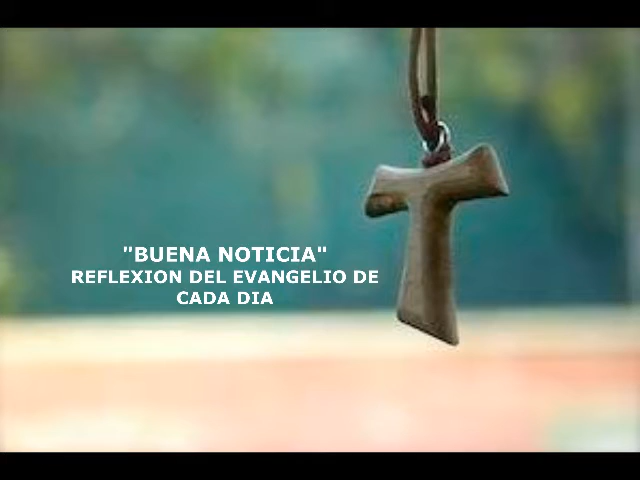 "BUENA NOTICIA"
REFLEXION DEL EVANGELIO DE
CADA DIA